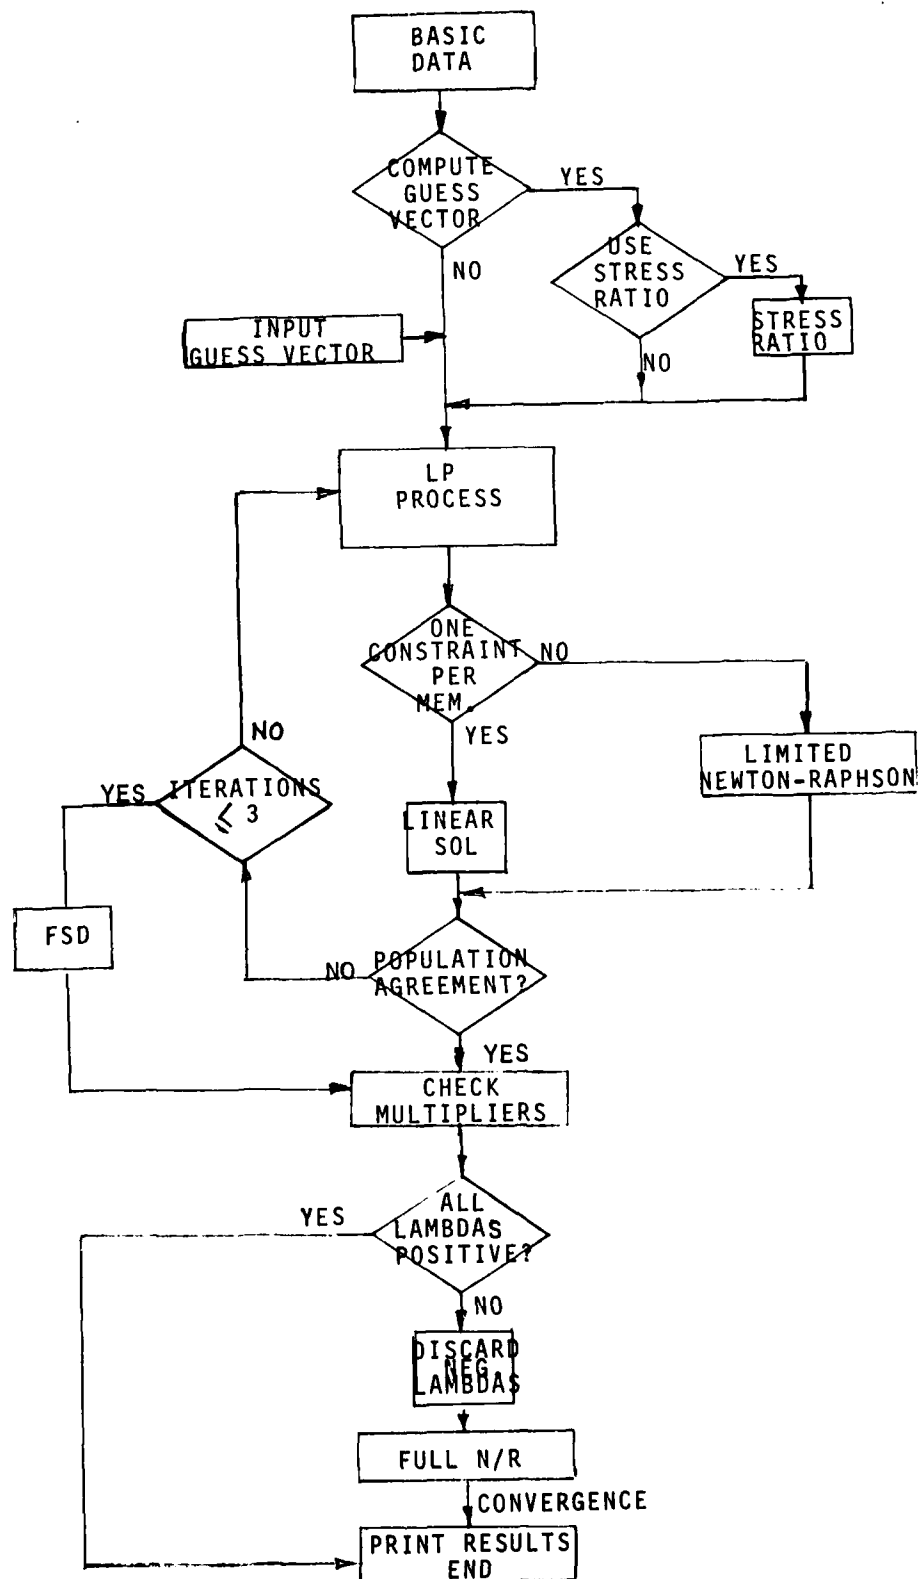 BASIC
DATA
COMPUTE
GUESS
VECTOR
YES
NO
USE
STRESS
RATIO
YES
STRESS
RATIO
NO
INPUT
GUESS VECTOR
LP
PROCESS
ONE
CONSTRAINT
PER
MEM.
NO
YES
LIMITED
NEWTON-RAPHSON
LINEAR
SOL
NO
YES
ITERATIONS
≤ 3
FSD
POPULATION
AGREEMENT?
NO
YES
CHECK
MULTIPLIERS
ALL
LAMBDAS
POSITIVE?
YES
NO
DISCARD
NEG.
LAMBDAS
FULL N/R
CONVERGENCE
PRINT RESULTS
END